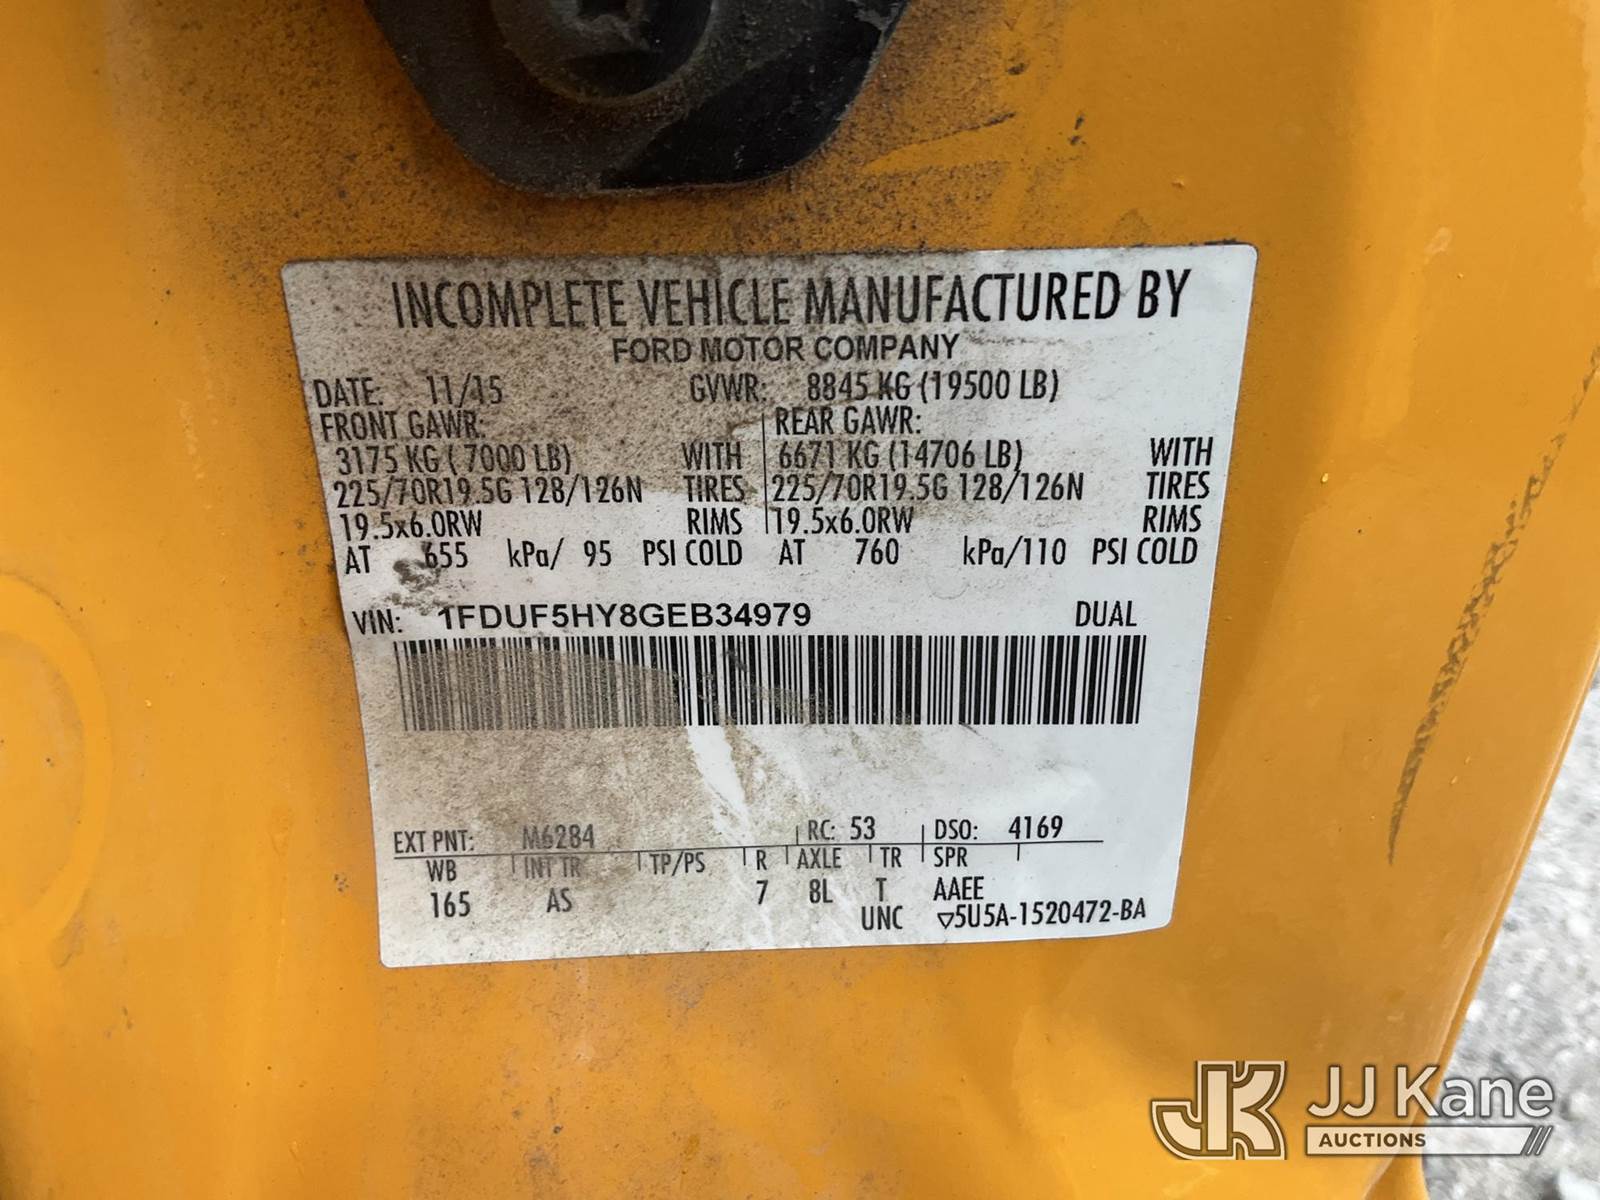 INCOMPLETE VEHICLE MANUFACTURED BY
FORD MOTOR COMPANY
DATE: 11/15 GVWR: 8845 KG (19500 LB)
FRONT GAWR: REAR GAWR:
3175 KG ( 7000 LB) WITH 6671 KG (14706 LB) WITH
225/70R19.5G 128/126N TIRES 225/70R19.5G 128/126N TIRES
19.5x6.0RW RIMS 19.5x6.0RW RIMS
AT 655 kPa/ 95 PSI COLD AT 760 kPa/110 PSI COLD
VIN: 1FDUF5HY8GEB34979 DUAL
EXT PNT: M6284 RC: 53 DSO: 4169
WB INT TR TP/PS R AXLE TR SPR
165 AS 7 8L T AAEE
UNC ▽5U5A-1520472-BA
JK JJ Kane
AUCTIONS